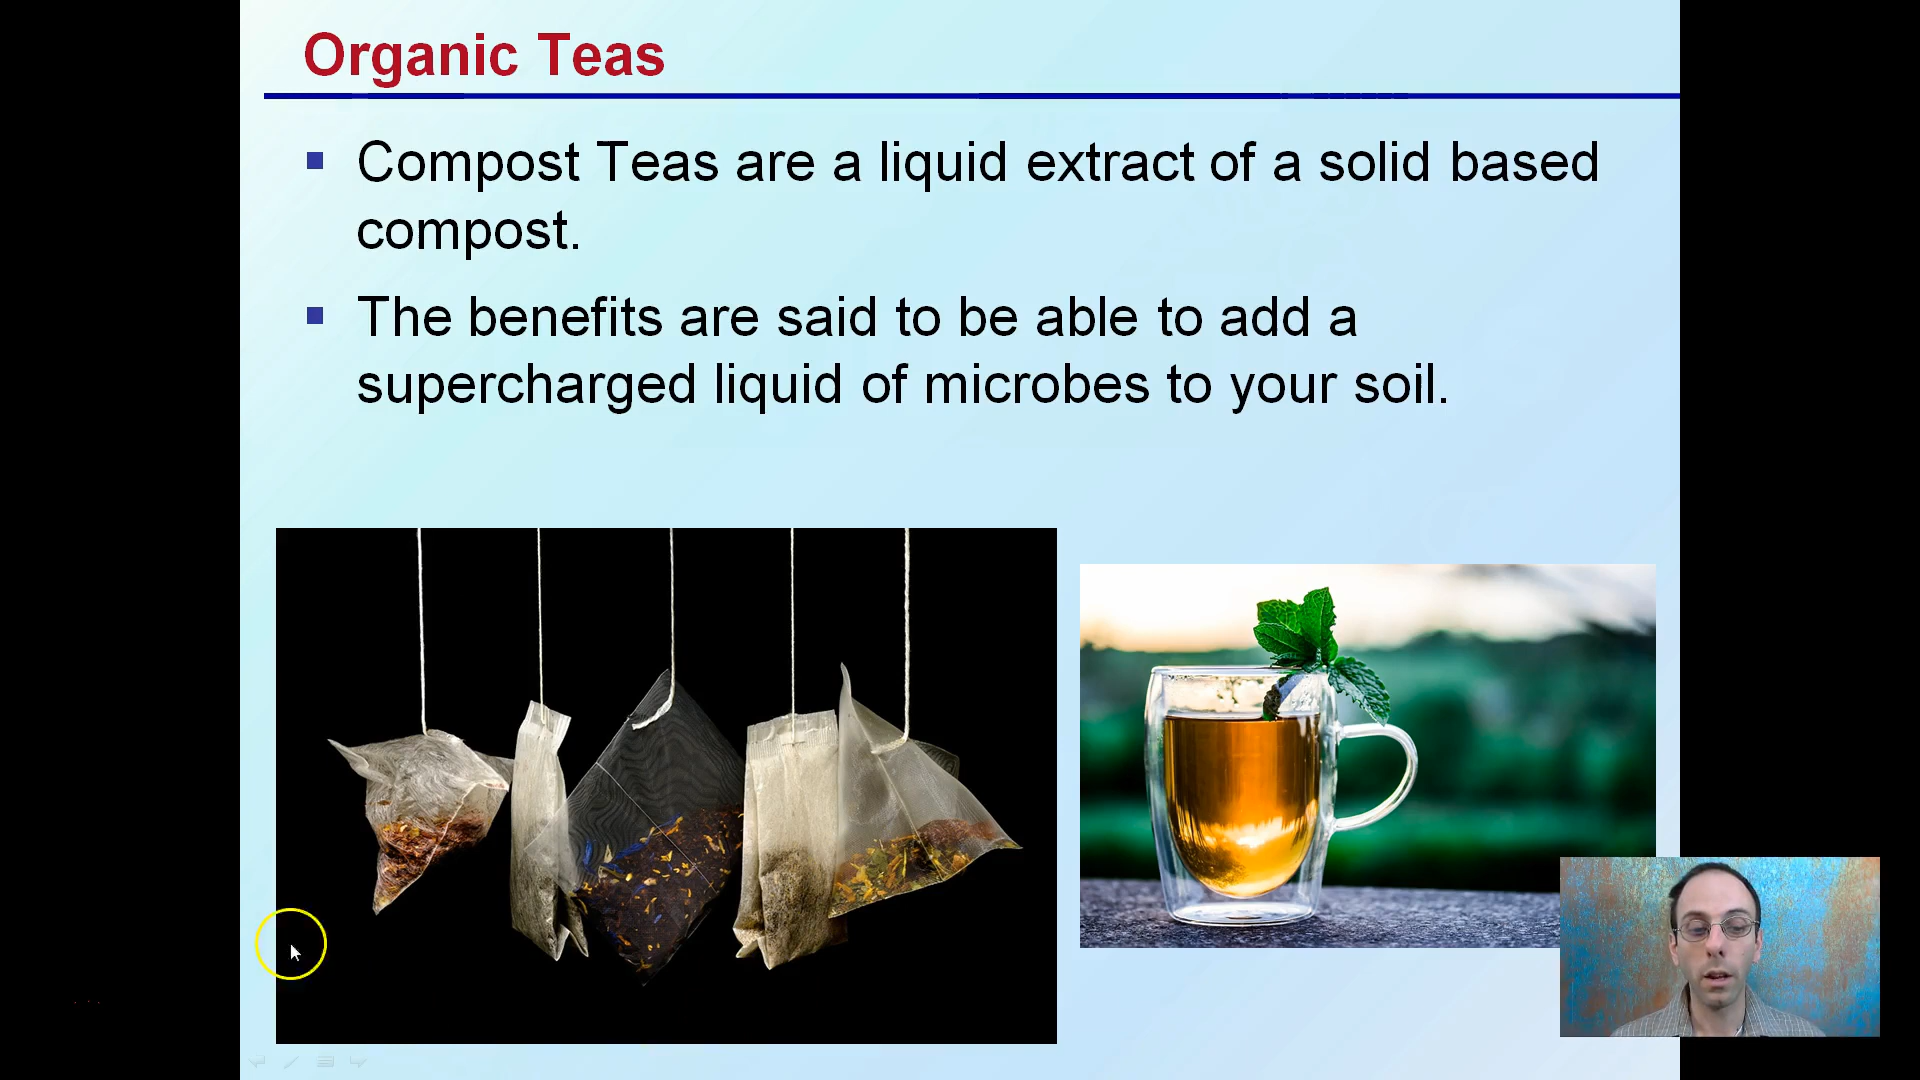 Organic Teas
Compost Teas are a liquid extract of a solid based
compost.
The benefits are said to be able to add a
supercharged liquid of microbes to your soil.